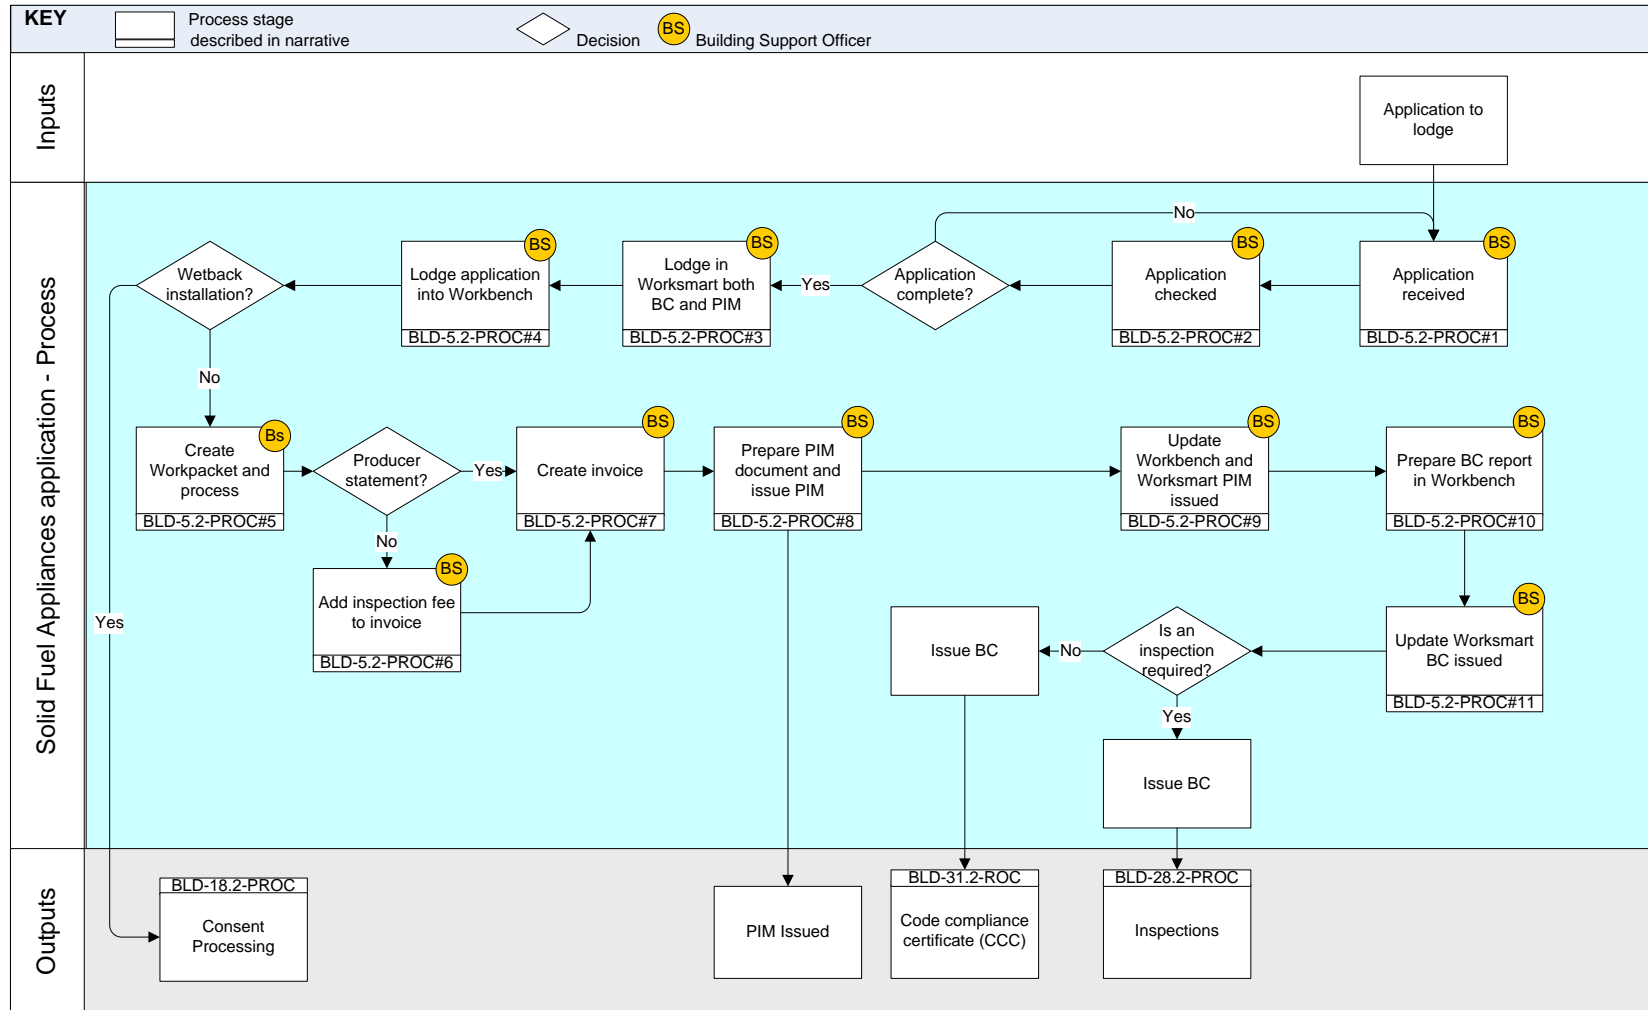 KEY
Process stage
described in narrative
Decision
BS
Building Support Officer
Inputs
Application to
lodge
Solid Fuel Appliances application - Process
No
BS
Application
received
BLD-5.2-PROC#1
BS
Application
checked
BLD-5.2-PROC#2
Application
complete?
Yes
BS
Lodge in
Worksmart both
BC and PIM
BLD-5.2-PROC#3
BS
Lodge application
into Workbench
BLD-5.2-PROC#4
Wetback
installation?
No
Yes
Bs
Create
Workpacket and
process
BLD-5.2-PROC#5
Producer
statement?
Yes
No
BS
Add inspection fee
to invoice
BLD-5.2-PROC#6
BS
Create invoice
BLD-5.2-PROC#7
BS
Prepare PIM
document and
issue PIM
BLD-5.2-PROC#8
BS
Update
Workbench and
Worksmart PIM
issued
BLD-5.2-PROC#9
BS
Prepare BC report
in Workbench
BLD-5.2-PROC#10
BS
Update Worksmart
BC issued
BLD-5.2-PROC#11
Is an
inspection
required?
No
Issue BC
Yes
Issue BC
Outputs
BLD-18.2-PROC
Consent
Processing
PIM Issued
BLD-31.2-ROC
Code compliance
certificate (CCC)
BLD-28.2-PROC
Inspections